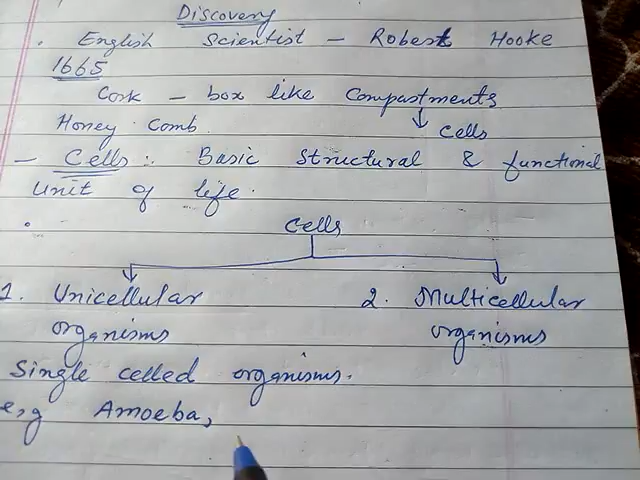 Discovery
. English Scientist - Robert Hooke
1665
Cork - box like Compartments
Honey Comb. ↓ Cells
- Cells :. Basic Structural & functional
Unit of life.
. Cells
1. Unicellular 2. Multicellular
organisms organisms
Single celled organisms.
e.g Amoeba,